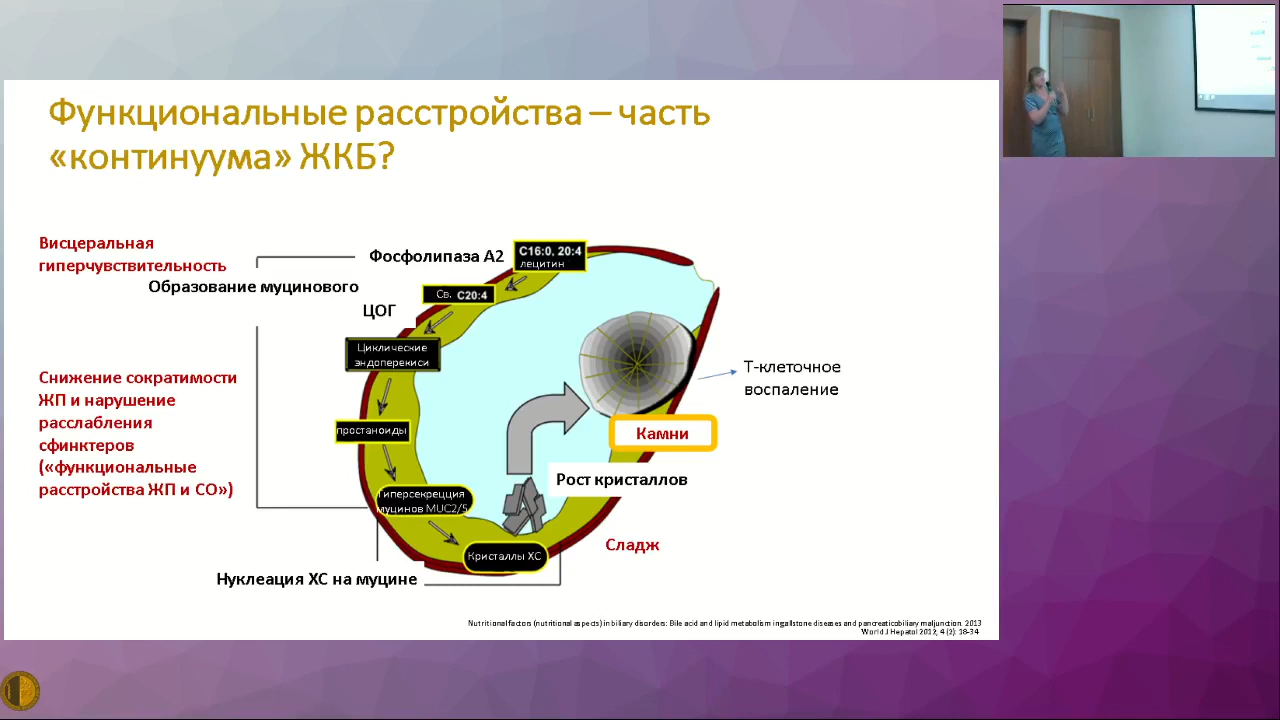 Функциональные расстройства – часть
«континуума» ЖКБ?
Висцеральная
гиперчувствительность
Образование муцинового
Фосфолипаза А2
C16:0, 20:4
лецитин
Св. C20:4
ЦОГ
Циклические
эндоперекиси
простаноиды
Снижение сократимости
ЖП и нарушение
расслабления
сфинктеров
(«функциональные
расстройства ЖП и СО»)
Гиперсекреция
муцинов MUC2/5
Кристаллы ХС
Нуклеация ХС на муцине
Т-клеточное
воспаление
Камни
Рост кристаллов
Сладж
Nutritional factors (nutritional aspects) in biliary disorders: Bile acid and lipid metabolism in gallstone diseases and pancreaticobiliary maljunction. 2013
World J Hepatol 2012; 4 (2): 18-34